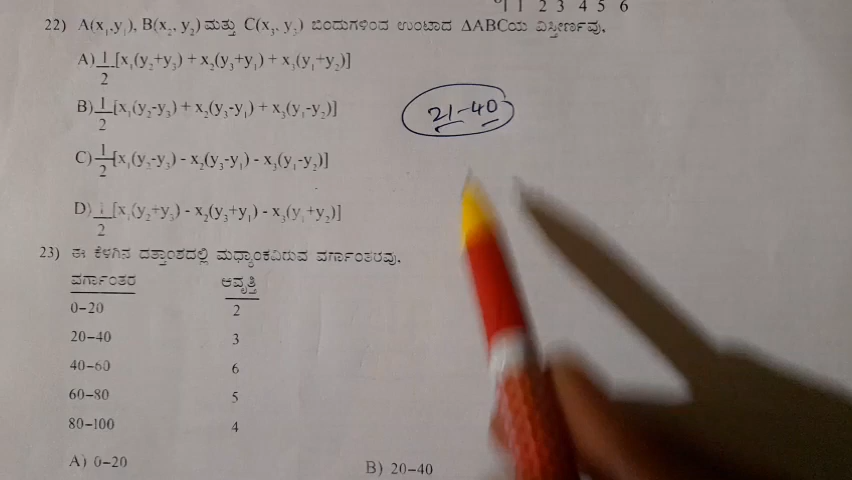 1 1 2 3 4 5 6
22) A(x₁,y₁), B(x₂, y₂) ಮತ್ತು C(x₃, y₃) ಬಿಂದುಗಳಿಂದ ಉಂಟಾದ ΔABCಯ ವಿಸ್ತೀರ್ಣವು.
A) 1/2 [x₁(y₂+y₃) + x₂(y₃+y₁) + x₃(y₁+y₂)]
B) 1/2 [x₁(y₂-y₃) + x₂(y₃-y₁) + x₃(y₁-y₂)]
21-40
C) 1/2 [x₁(y₂-y₃) - x₂(y₃-y₁) - x₃(y₁-y₂)]
D) 1/2 [x₁(y₂+y₃) - x₂(y₃+y₁) - x₃(y₁+y₂)]
23) ಈ ಕೆಳಗಿನ ದತ್ತಾಂಶದಲ್ಲಿ ಮಧ್ಯಾಂಕವಿರುವ ವರ್ಗಾಂತರವು.
ವರ್ಗಾಂತರ ಆವೃತ್ತಿ
0-20 2
20-40 3
40-60 6
60-80 5
80-100 4
A) 0-20 B) 20-40